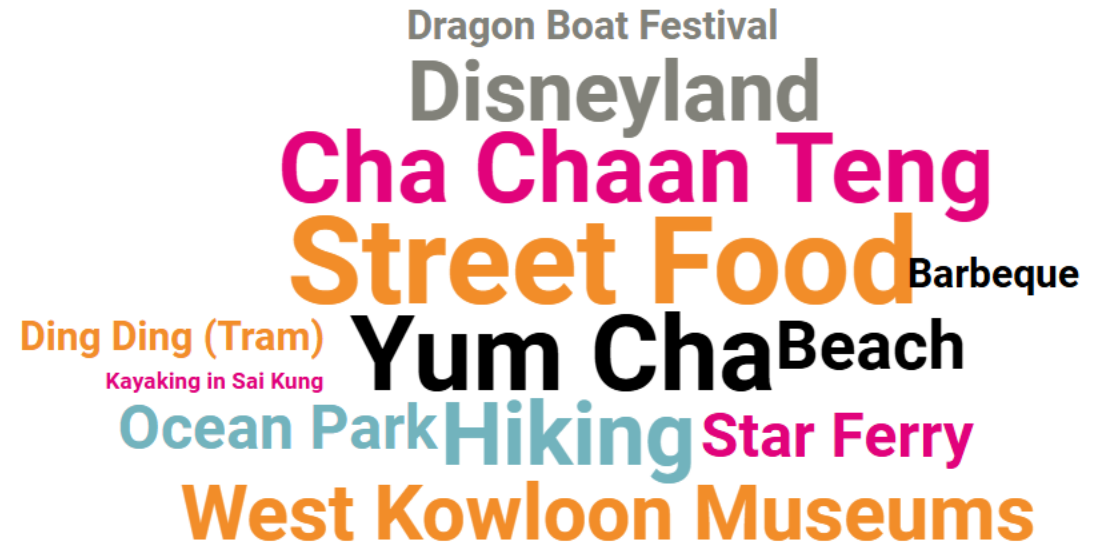 Dragon Boat Festival
Disneyland
Cha Chaan Teng
Street Food
Barbeque
Ding Ding (Tram)
Yum Cha
Beach
Kayaking in Sai Kung
Ocean Park
Hiking
Star Ferry
West Kowloon Museums